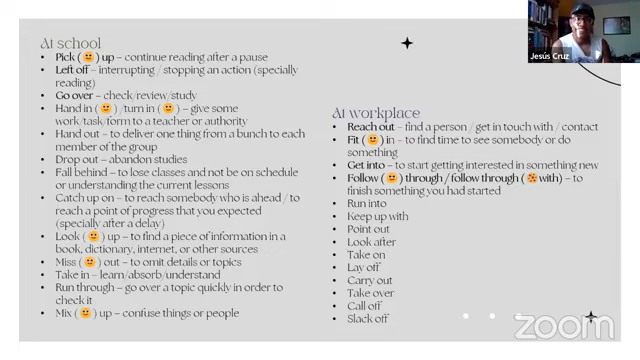 At school
• Pick (🙂) up – continue reading after a pause
• Left off – interrupting / stopping an action (specially
reading)
• Go over – check/review/study
• Hand in (🙂) /turn in (🙂) – give some
work/task/form to a teacher or authority
• Hand out – to deliver one thing from a bunch to each
member of the group
• Drop out – abandon studies
• Fall behind – to lose classes and not be on schedule
or understanding the current lessons
• Catch up on – to reach somebody who is ahead / to
reach a point of progress that you expected
(specially after a delay)
• Look (🙂) up – to find a piece of information in a
book, dictionary, internet, or other sources
• Miss (🙂) out – to omit details or topics
• Take in – learn/absorb/understand
• Run through – go over a topic quickly in order to
check it
• Mix (🙂) up – confuse things or people
At workplace
• Reach out – find a person / get in touch with / contact
• Fit (🙂) in – to find time to see somebody or do
something
• Get into – to start getting interested in something new
• Follow (🙂) through / follow through (🍪with) – to
finish something you had started
• Run into
• Keep up with
• Point out
• Look after
• Take on
• Lay off
• Carry out
• Take over
• Call off
• Slack off
Jesús Cruz
zoom